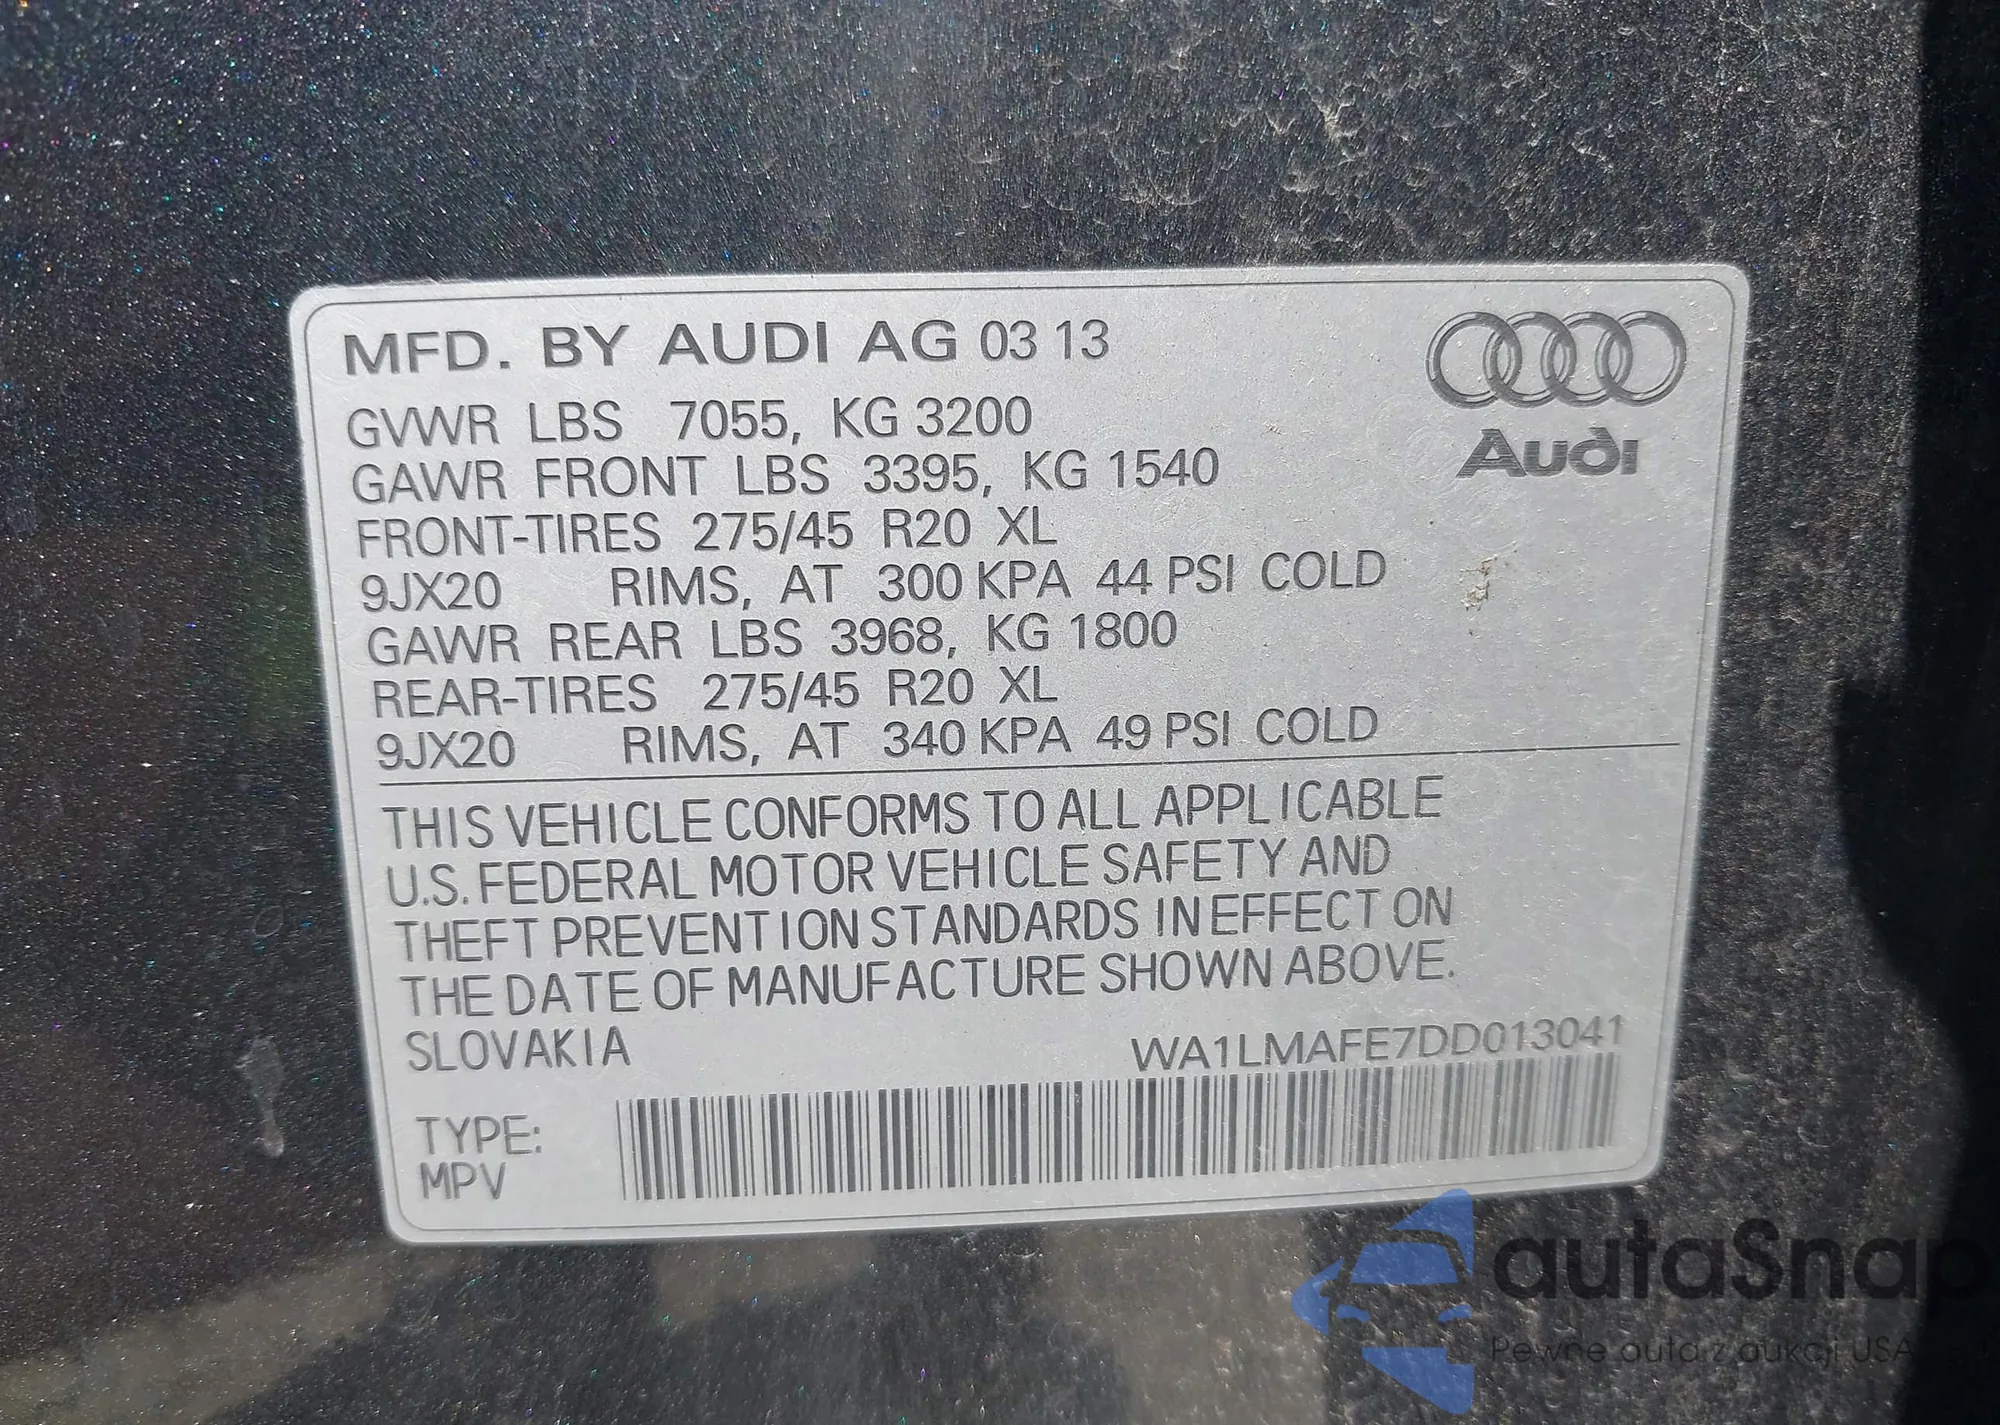 MFD. BY AUDI AG 03 13
Audi
GVWR LBS 7055, KG 3200
GAWR FRONT LBS 3395, KG 1540
FRONT-TIRES 275/45 R20 XL
9JX20 RIMS, AT 300 KPA 44 PSI COLD
GAWR REAR LBS 3968, KG 1800
REAR-TIRES 275/45 R20 XL
9JX20 RIMS, AT 340 KPA 49 PSI COLD
THIS VEHICLE CONFORMS TO ALL APPLICABLE
U.S. FEDERAL MOTOR VEHICLE SAFETY AND
THEFT PREVENTION STANDARDS IN EFFECT ON
THE DATE OF MANUFACTURE SHOWN ABOVE.
SLOVAKIA WA1LMAFE7DD013041
TYPE:
MPV
autaSnap
Pewne auta z aukcji USA